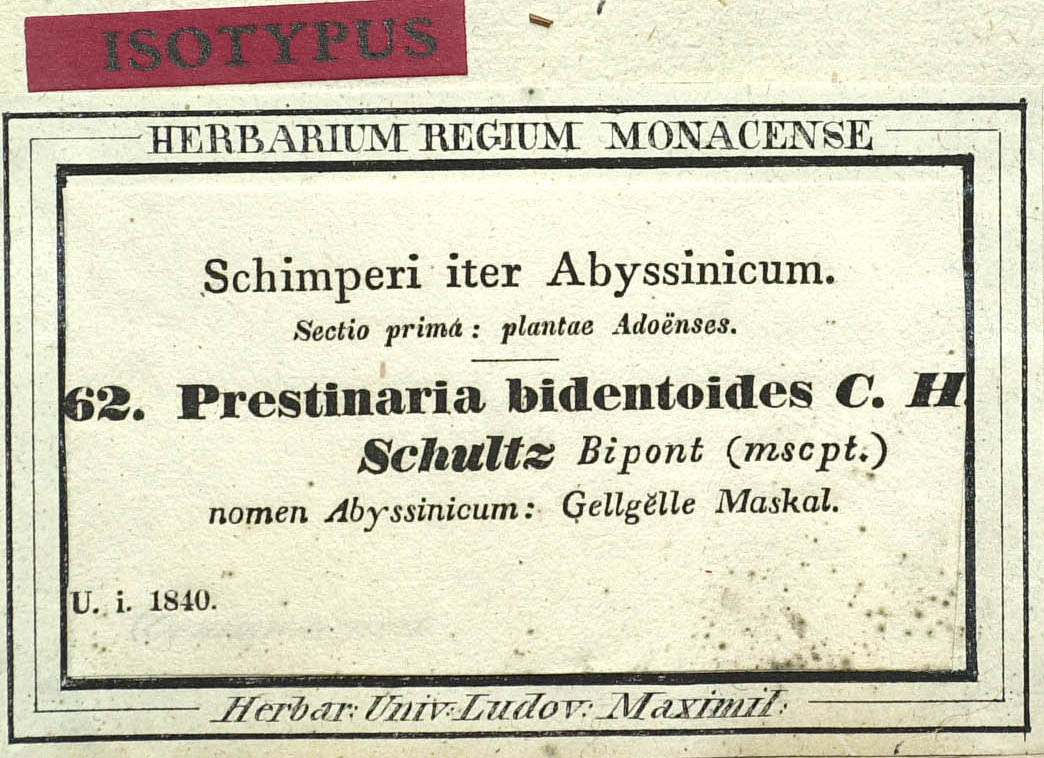 ISOTYPUS
HERBARIUM REGIUM MONACENSE
Schimperi iter Abyssinicum.
Sectio prima: plantae Adoënses.
62. Prestinaria bidentoides C. H.
Schultz Bipont (mscpt.)
nomen Abyssinicum: Gellgĕlle Maskal.
U. i. 1840.
Herbar: Univ: Ludov: Maximil: